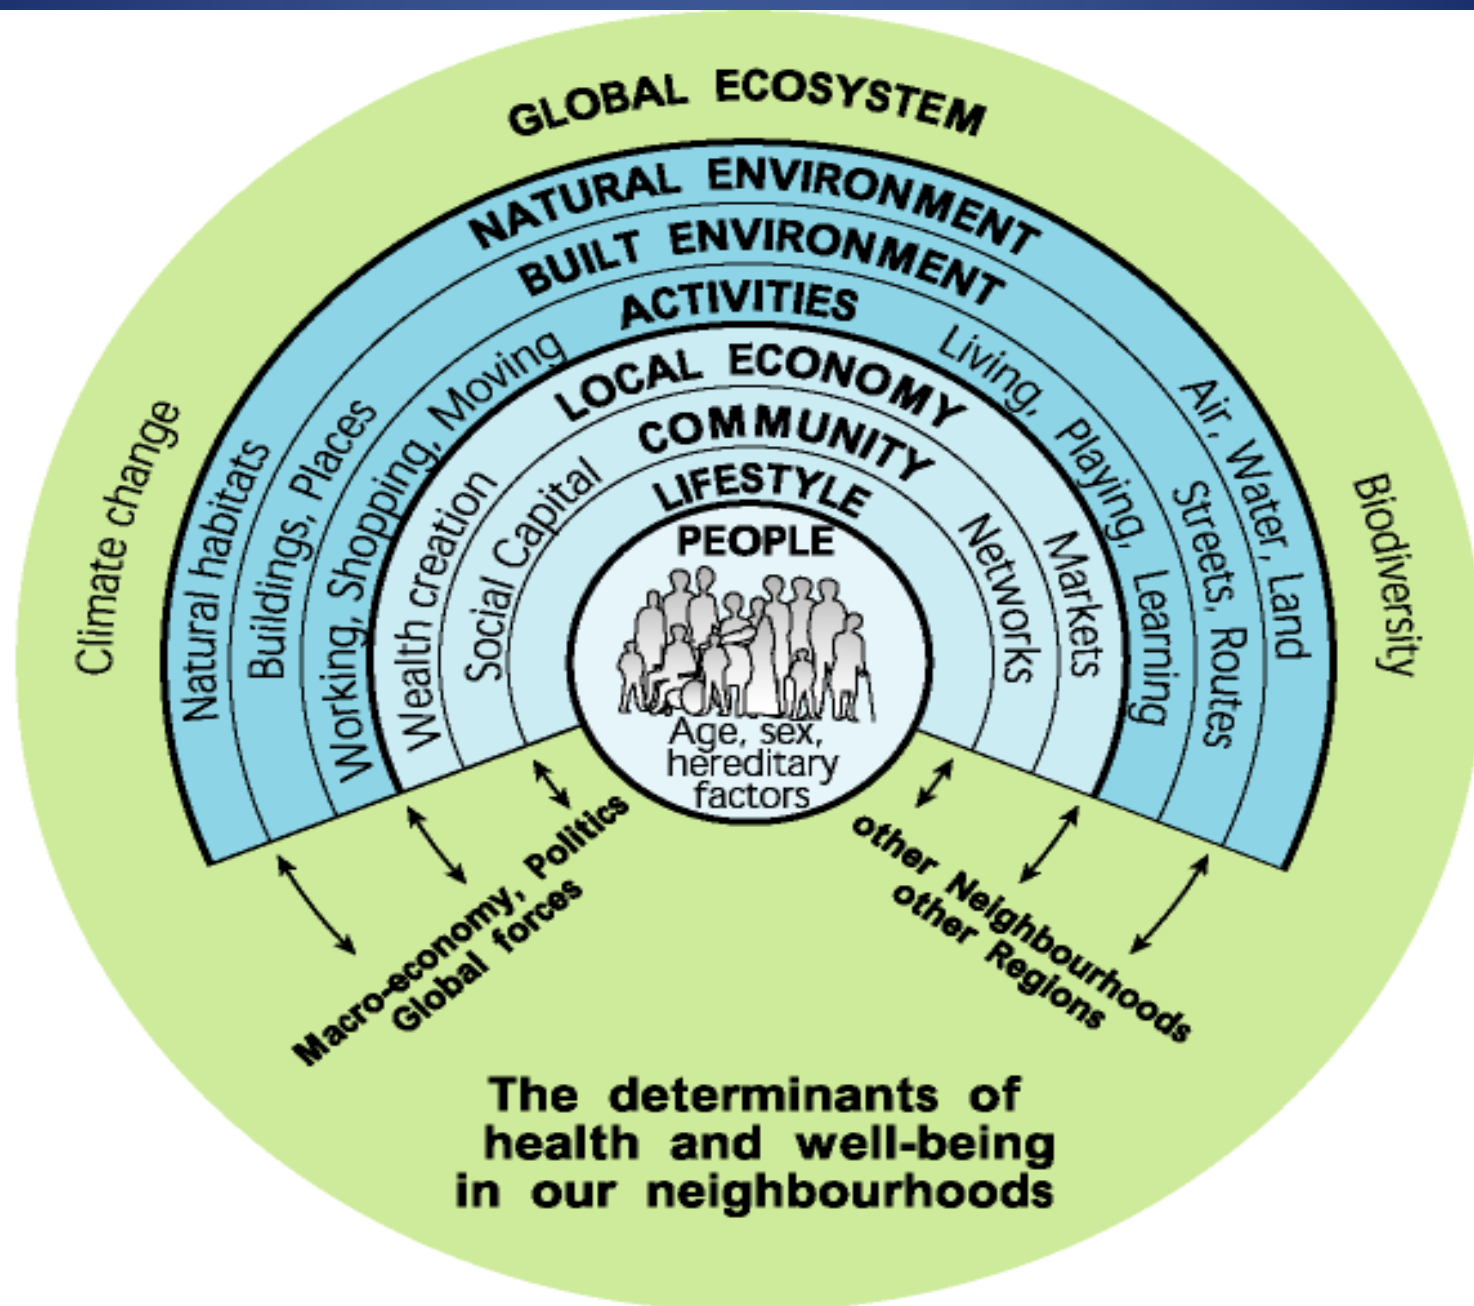 GLOBAL ECOSYSTEM
NATURAL ENVIRONMENT
BUILT ENVIRONMENT
ACTIVITIES
LOCAL ECONOMY
COMMUNITY
LIFESTYLE
PEOPLE
Age, sex,
hereditary
factors
Climate change
Natural habitats
Buildings, Places
Working, Shopping, Moving
Wealth creation
Social Capital
Networks
Markets
Living, Playing, Learning
Streets, Routes
Air, Water, Land
Biodiversity
Macro-economy, Politics
Global forces
other Neighbourhoods
other Regions
The determinants of
health and well-being
in our neighbourhoods